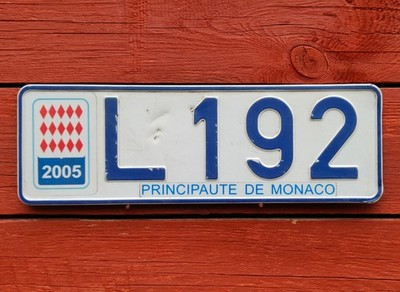 L 192
2005
PRINCIPAUTE DE MONACO